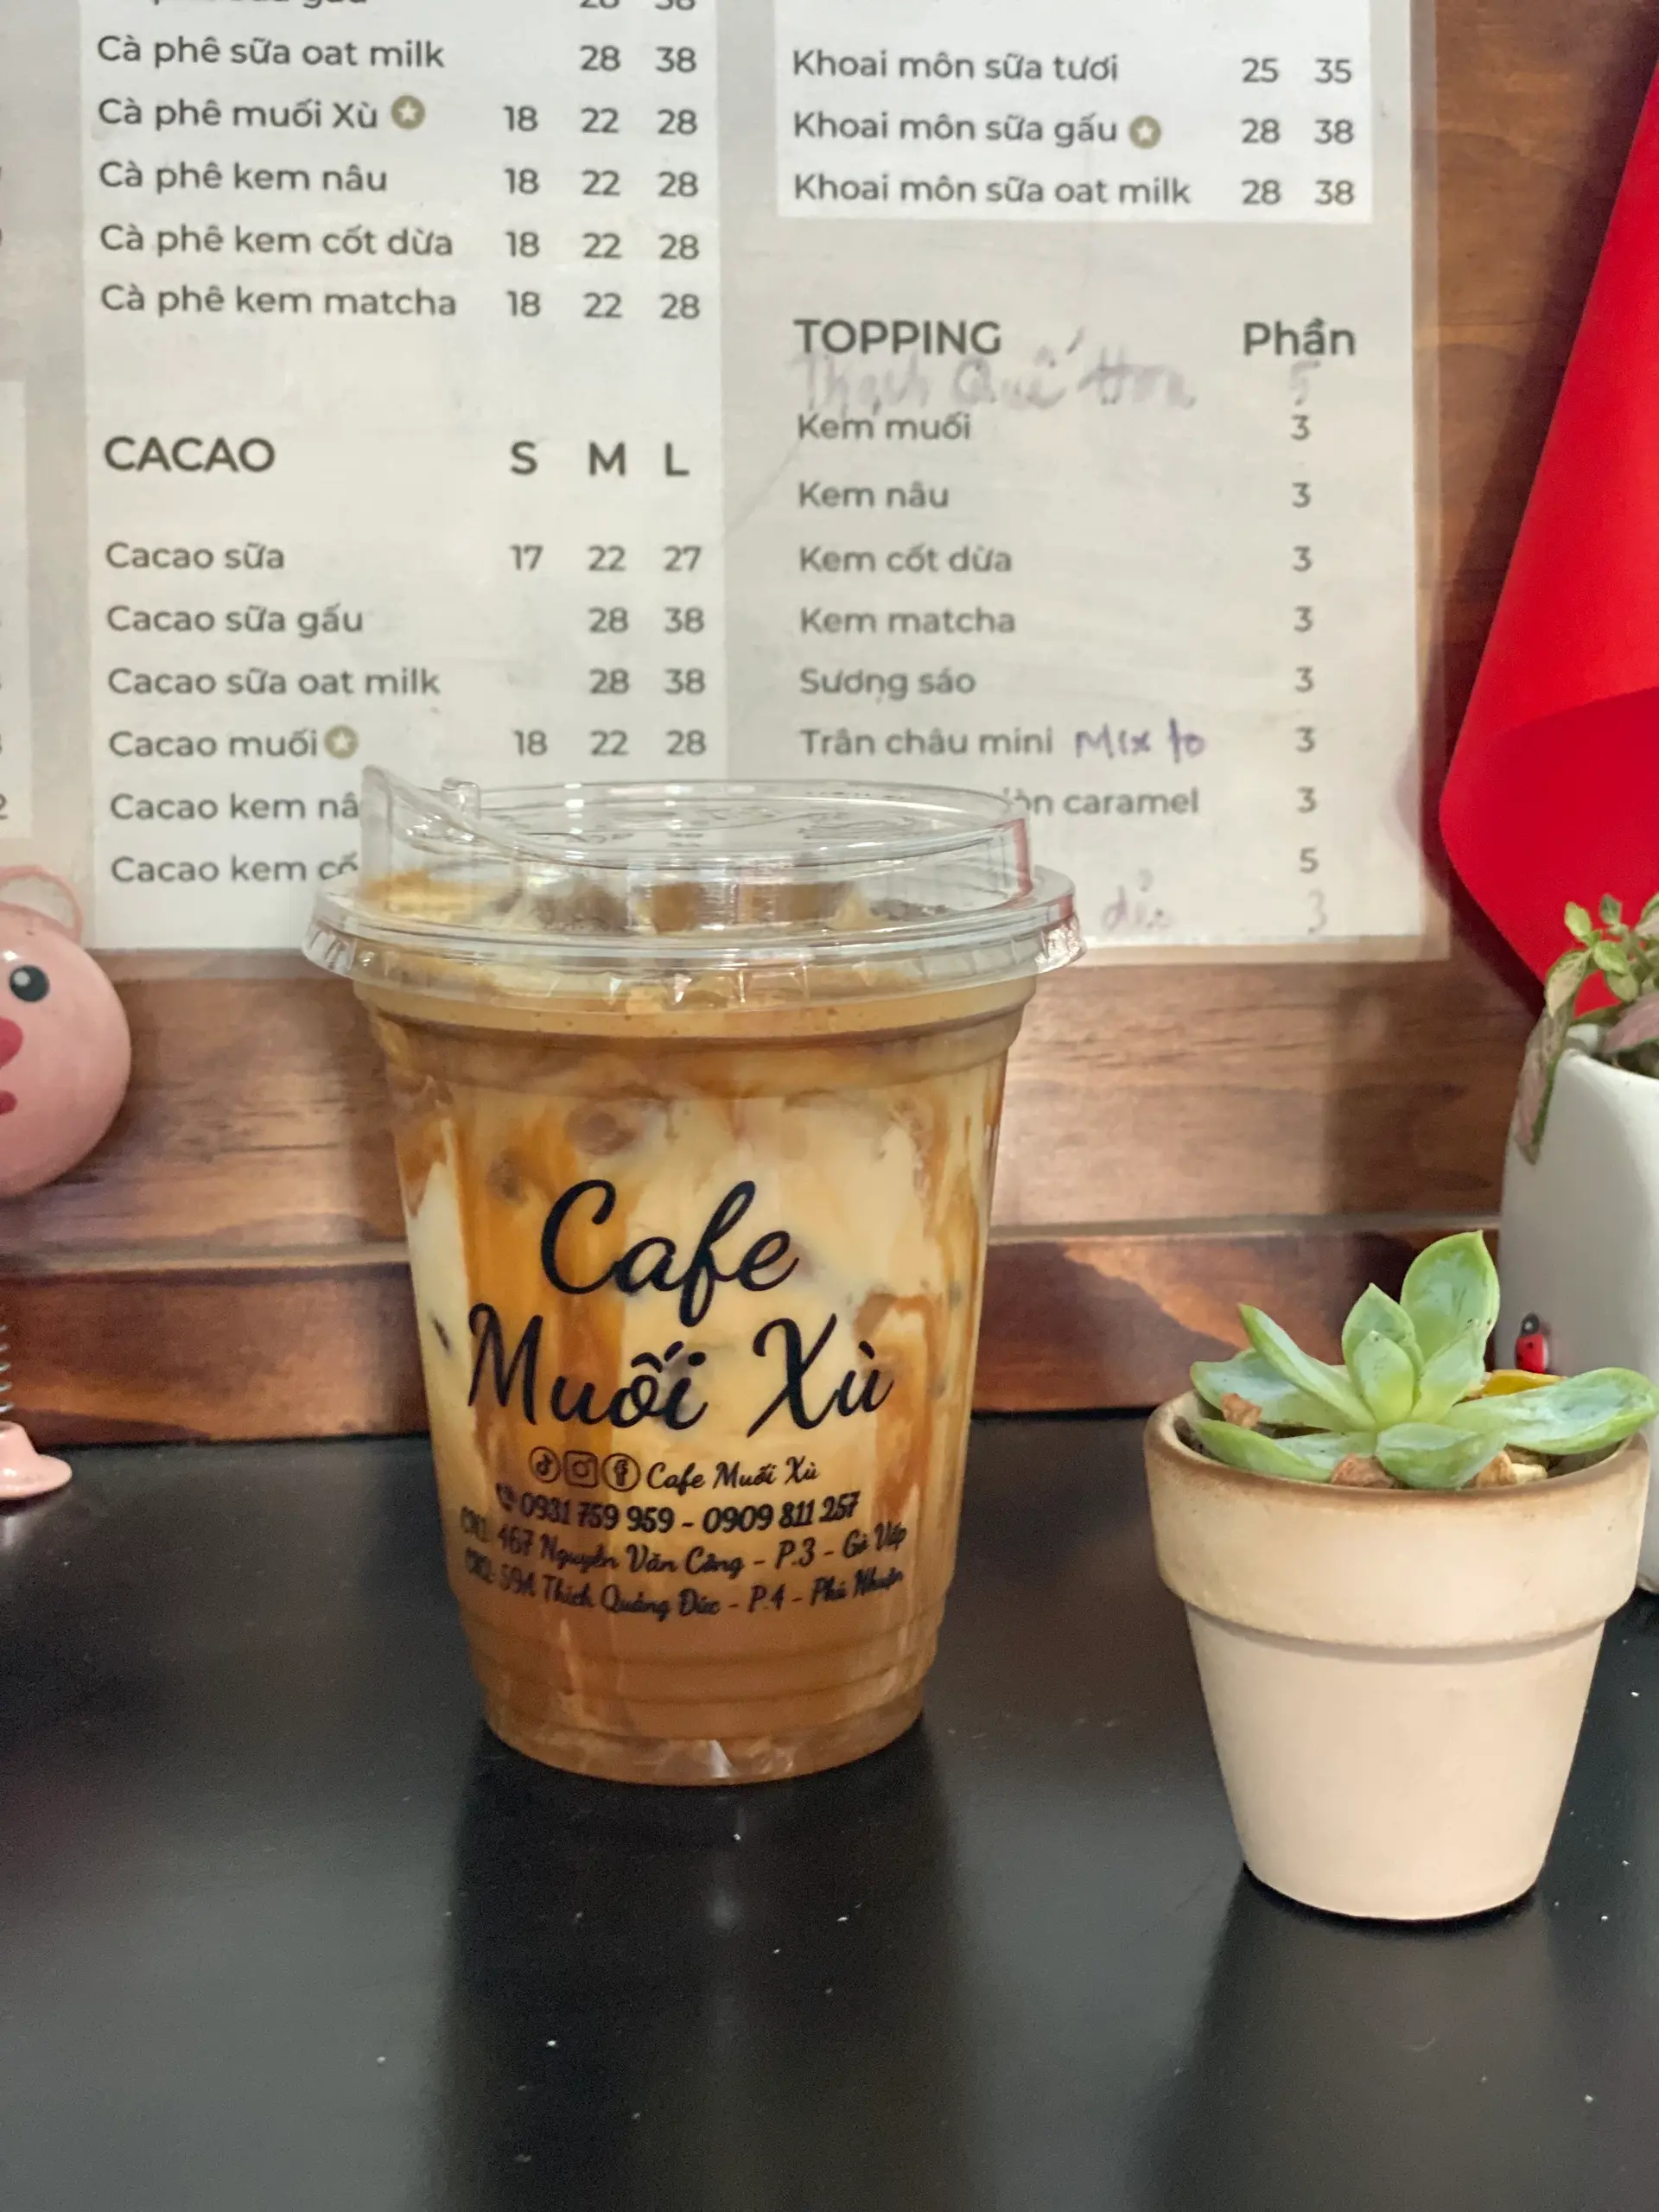 Cà phê sữa oat milk 28 38
Cà phê muối Xù 18 22 28
Cà phê kem nâu 18 22 28
Cà phê kem cốt dừa 18 22 28
Cà phê kem matcha 18 22 28
CACAO S M L
Cacao sữa 17 22 27
Cacao sữa gấu 28 38
Cacao sữa oat milk 28 38
Cacao muối 18 22 28
Cacao kem nâ
Cacao kem cố
Khoai môn sữa tươi 25 35
Khoai môn sữa gấu 28 38
Khoai môn sữa oat milk 28 38
TOPPING Phần
Thạch Quế Hoa 5
Kem muối 3
Kem nâu 3
Kem cốt dừa 3
Kem matcha 3
Sương sáo 3
Trân châu mini Mix to 3
caramel 3
5
3
Cafe
Muối Xù
Cafe Muối Xù
0931 759 959 - 0909 811 257
CN1: 467 Nguyễn Văn Công - P.3 - Gò Vấp
CN2: 59A Thích Quảng Đức - P.4 - Phú Nhuận